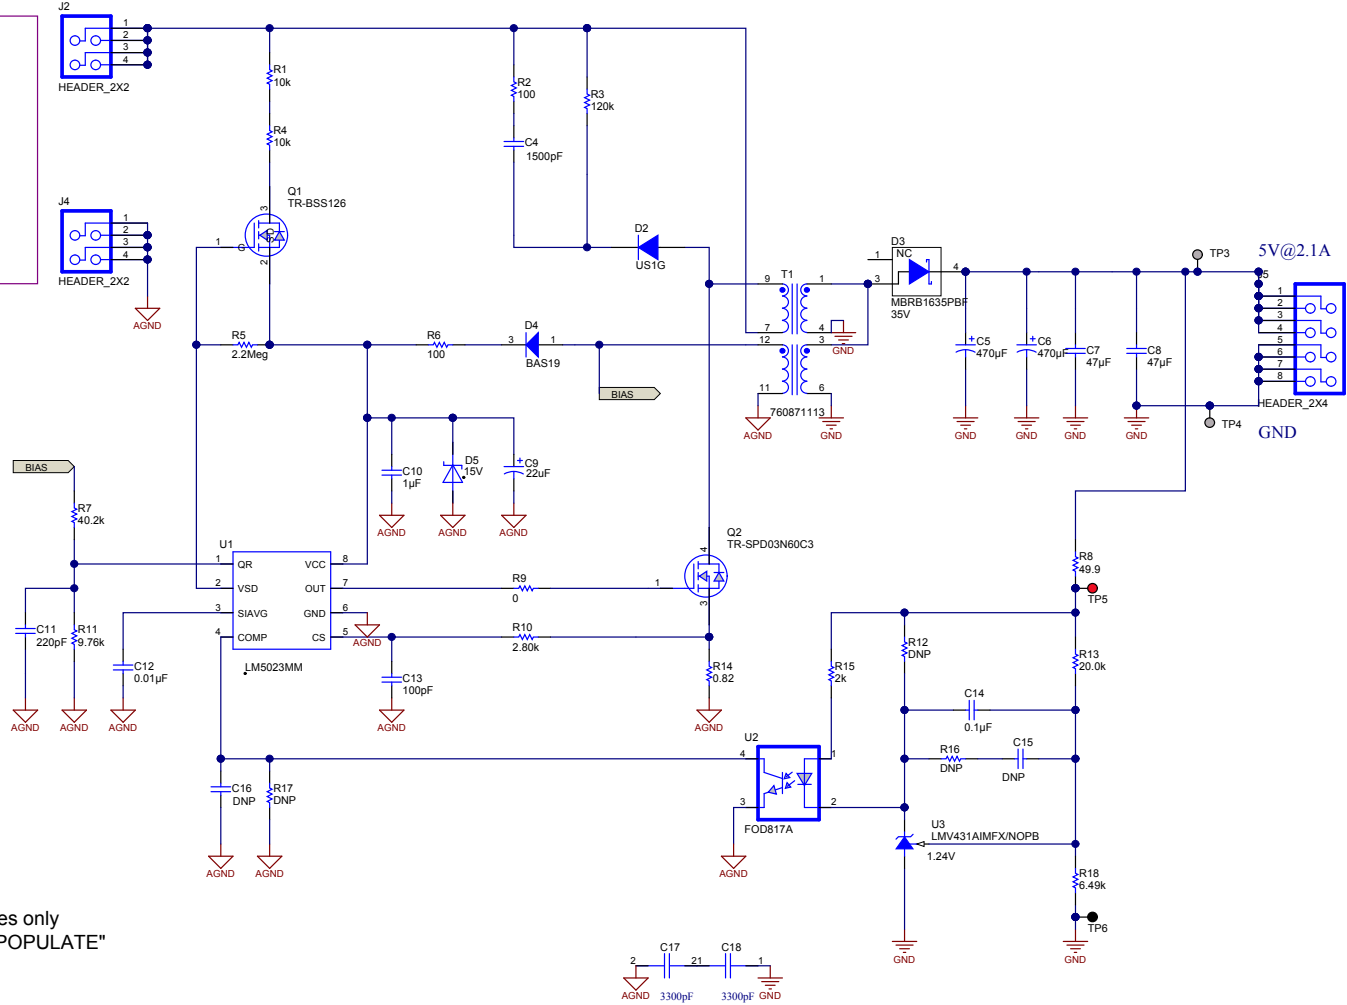 J2
1
2
3
4
HEADER_2X2
R1
10k
R4
10k
R2
100
C4
1500pF
R3
120k
J4
1
2
3
4
HEADER_2X2
AGND
Q1
TR-BSS126
3
1
G
2
D2
US1G
D3
1
NC
3
4
MBRB1635PBF
35V
TP3
5V@2.1A
T1
9
1
7
4
GND
12
3
11
6
AGND
760871113
GND
R5
2.2Meg
R6
100
D4
3
1
BAS19
BIAS
C5
470µF
GND
C6
470µF
GND
C7
47µF
GND
C8
47µF
GND
1
2
3
4
5
6
7
8
HEADER_2X4
TP4
GND
BIAS
R7
40.2k
C10
1µF
AGND
D5
15V
AGND
C9
22uF
AGND
U1
1
QR
VCC
8
2
VSD
OUT
7
3
SIAVG
GND
6
4
COMP
CS
5
LM5023MM
AGND
R9
0
R10
2.80k
Q2
TR-SPD03N60C3
4
1
3
R14
0.82
AGND
C11
220pF
AGND
R11
9.76k
AGND
C12
0.01µF
AGND
C13
100pF
AGND
R8
49.9
TP5
R12
DNP
R13
20.0k
R15
2k
C14
0.1µF
R16
DNP
C15
DNP
U2
4
1
3
2
FOD817A
AGND
U3
LMV431AIMFX/NOPB
1.24V
GND
R18
6.49k
TP6
GND
C16
DNP
AGND
R17
DNP
AGND
es only
POPULATE"
C17
C18
2
21
1
AGND
3300pF
3300pF
GND